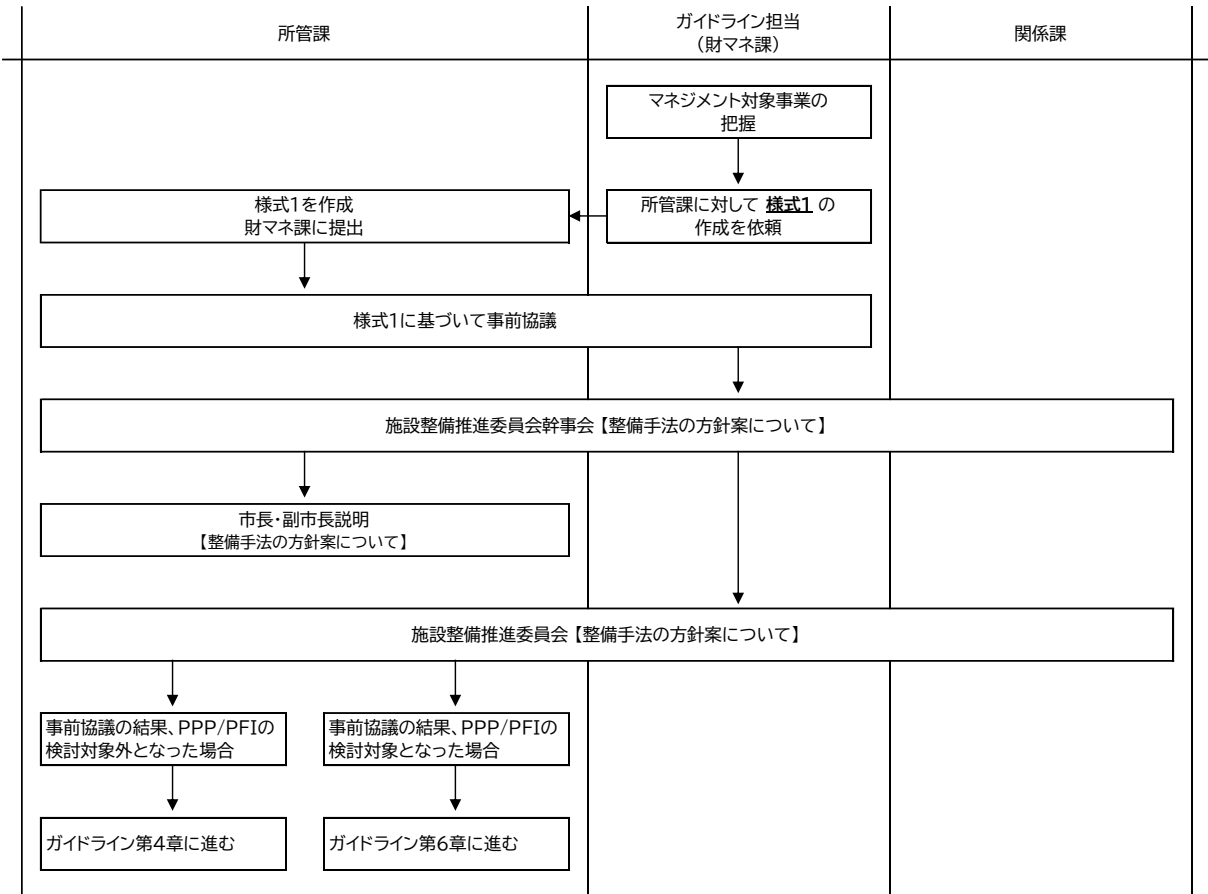 所管課
ガイドライン担当
(財マネ課)
関係課
マネジメント対象事業の
把握
所管課に対して 様式1 の
作成を依頼
様式1を作成
財マネ課に提出
様式1に基づいて事前協議
施設整備推進委員会幹事会【整備手法の方針案について】
市長・副市長説明
【整備手法の方針案について】
施設整備推進委員会【整備手法の方針案について】
事前協議の結果、PPP/PFIの
検討対象外となった場合
事前協議の結果、PPP/PFIの
検討対象となった場合
ガイドライン第4章に進む
ガイドライン第6章に進む